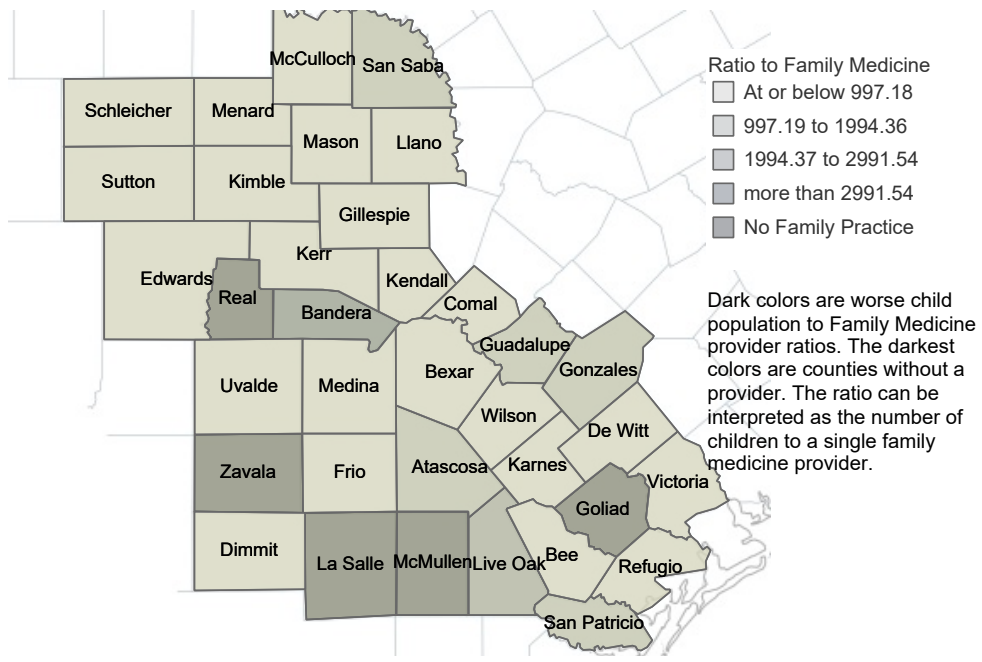 McCulloch
San Saba
Schleicher
Menard
Mason
Llano
Sutton
Kimble
Gillespie
Kerr
Edwards
Kendall
Real
Bandera
Comal
Guadalupe
Gonzales
Uvalde
Medina
Bexar
Wilson
De Witt
Zavala
Frio
Atascosa
Karnes
Victoria
Goliad
Dimmit
La Salle
McMullen
Live Oak
Bee
Refugio
San Patricio
Ratio to Family Medicine
At or below 997.18
997.19 to 1994.36
1994.37 to 2991.54
more than 2991.54
No Family Practice
Dark colors are worse child
population to Family Medicine
provider ratios. The darkest
colors are counties without a
provider. The ratio can be
interpreted as the number of
children to a single family
medicine provider.